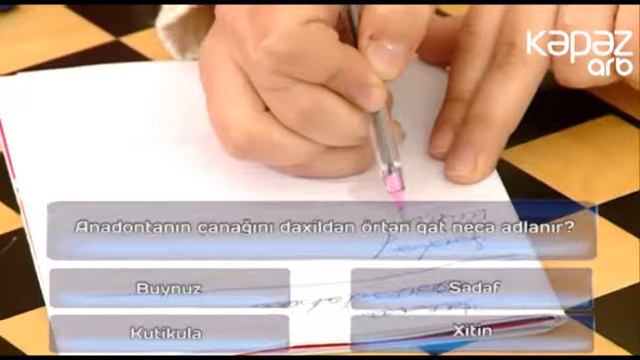 Kəpəz
arb
Anadontanın çanağını daxildən örtən qat necə adlanır?
Buynuz
Sədəf
Kutikula
Xitin